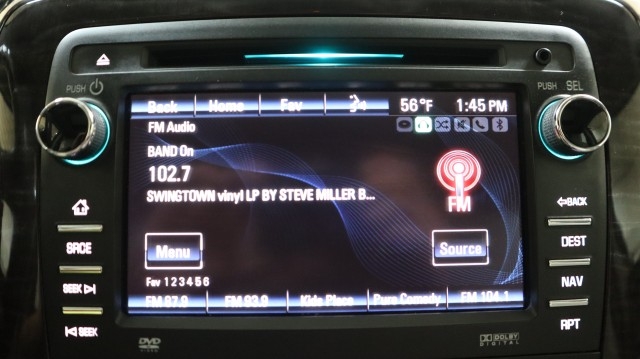 PUSH
PUSH SEL
Back Home Fav 56°F 1:45 PM
FM Audio
BAND On
102.7
SWINGTOWN vinyl LP BY STEVE MILLER B...
FM
BACK
SRCE
Menu
Source
DEST
SEEK
Fav 1 2 3 4 5 6
NAV
FM 97.9 FM 93.9 Kids Place Pure Comedy FM 104.1
SEEK
RPT
DVD
DOLBY
DIGITAL